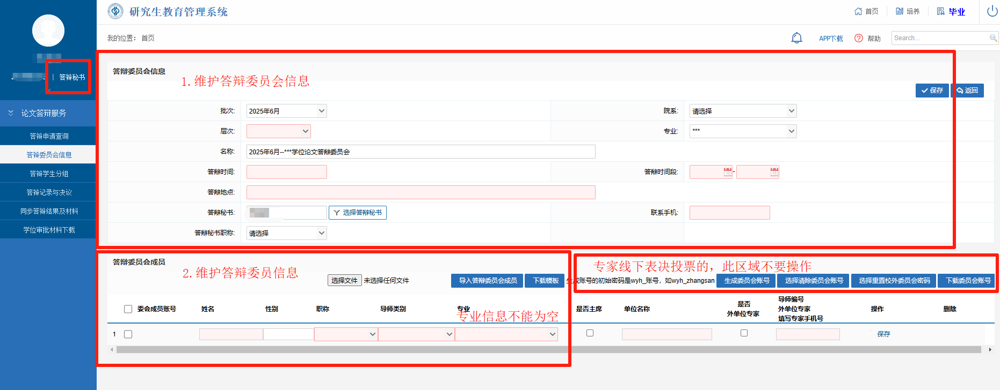 研究生教育管理系统
首页
培养
毕业
我的位置： 首页
APP下载
帮助
Search...
| 答辩秘书
论文答辩服务
答辩申请查询
答辩委员会信息
答辩学生分组
答辩记录与决议
同步答辩结果及材料
学位审批材料下载
答辩委员会信息
1.维护答辩委员会信息
保存
返回
批次: 2025年6月
院系: 请选择
层次:
专业: ***
名称: 2025年6月--***学位论文答辩委员会
答辩时间:
答辩时间段: -
答辩地点:
答辩秘书: 选择答辩秘书
联系手机:
答辩秘书职称: 请选择
答辩委员会成员
2.维护答辩委员信息
专家线下表决投票的，此区域不要操作
选择文件 未选择任何文件 导入答辩委员会成员 下载模板 生成账号的初始密码是wyh_账号，如wyh_zhangsan 生成委员会账号 选择清除委员会账号 选择重置校外委员会密码 下载委员会账号
委会成员账号 姓名 性别 职称 导师类别 专业 是否主席 单位名称 是否
外单位专家 导师编号
外单位专家
填写专家手机号 操作 删除
专业信息不能为空
1 保存